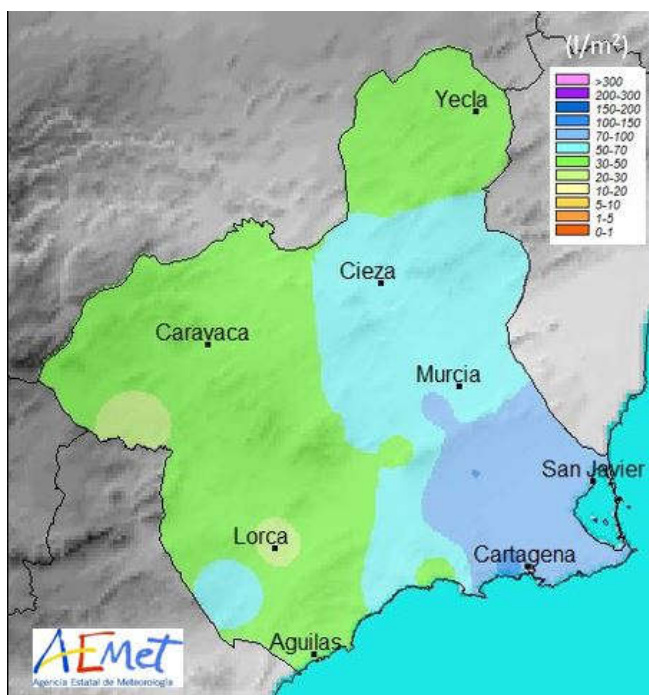 (l/m²)
>300
200-300
150-200
100-150
70-100
50-70
30-50
20-30
10-20
5-10
1-5
0-1
Yecla
Cieza
Caravaca
Murcia
San Javier
Lorca
Cartagena
Aguilas
AEmet
Agencia Estatal de Meteorología